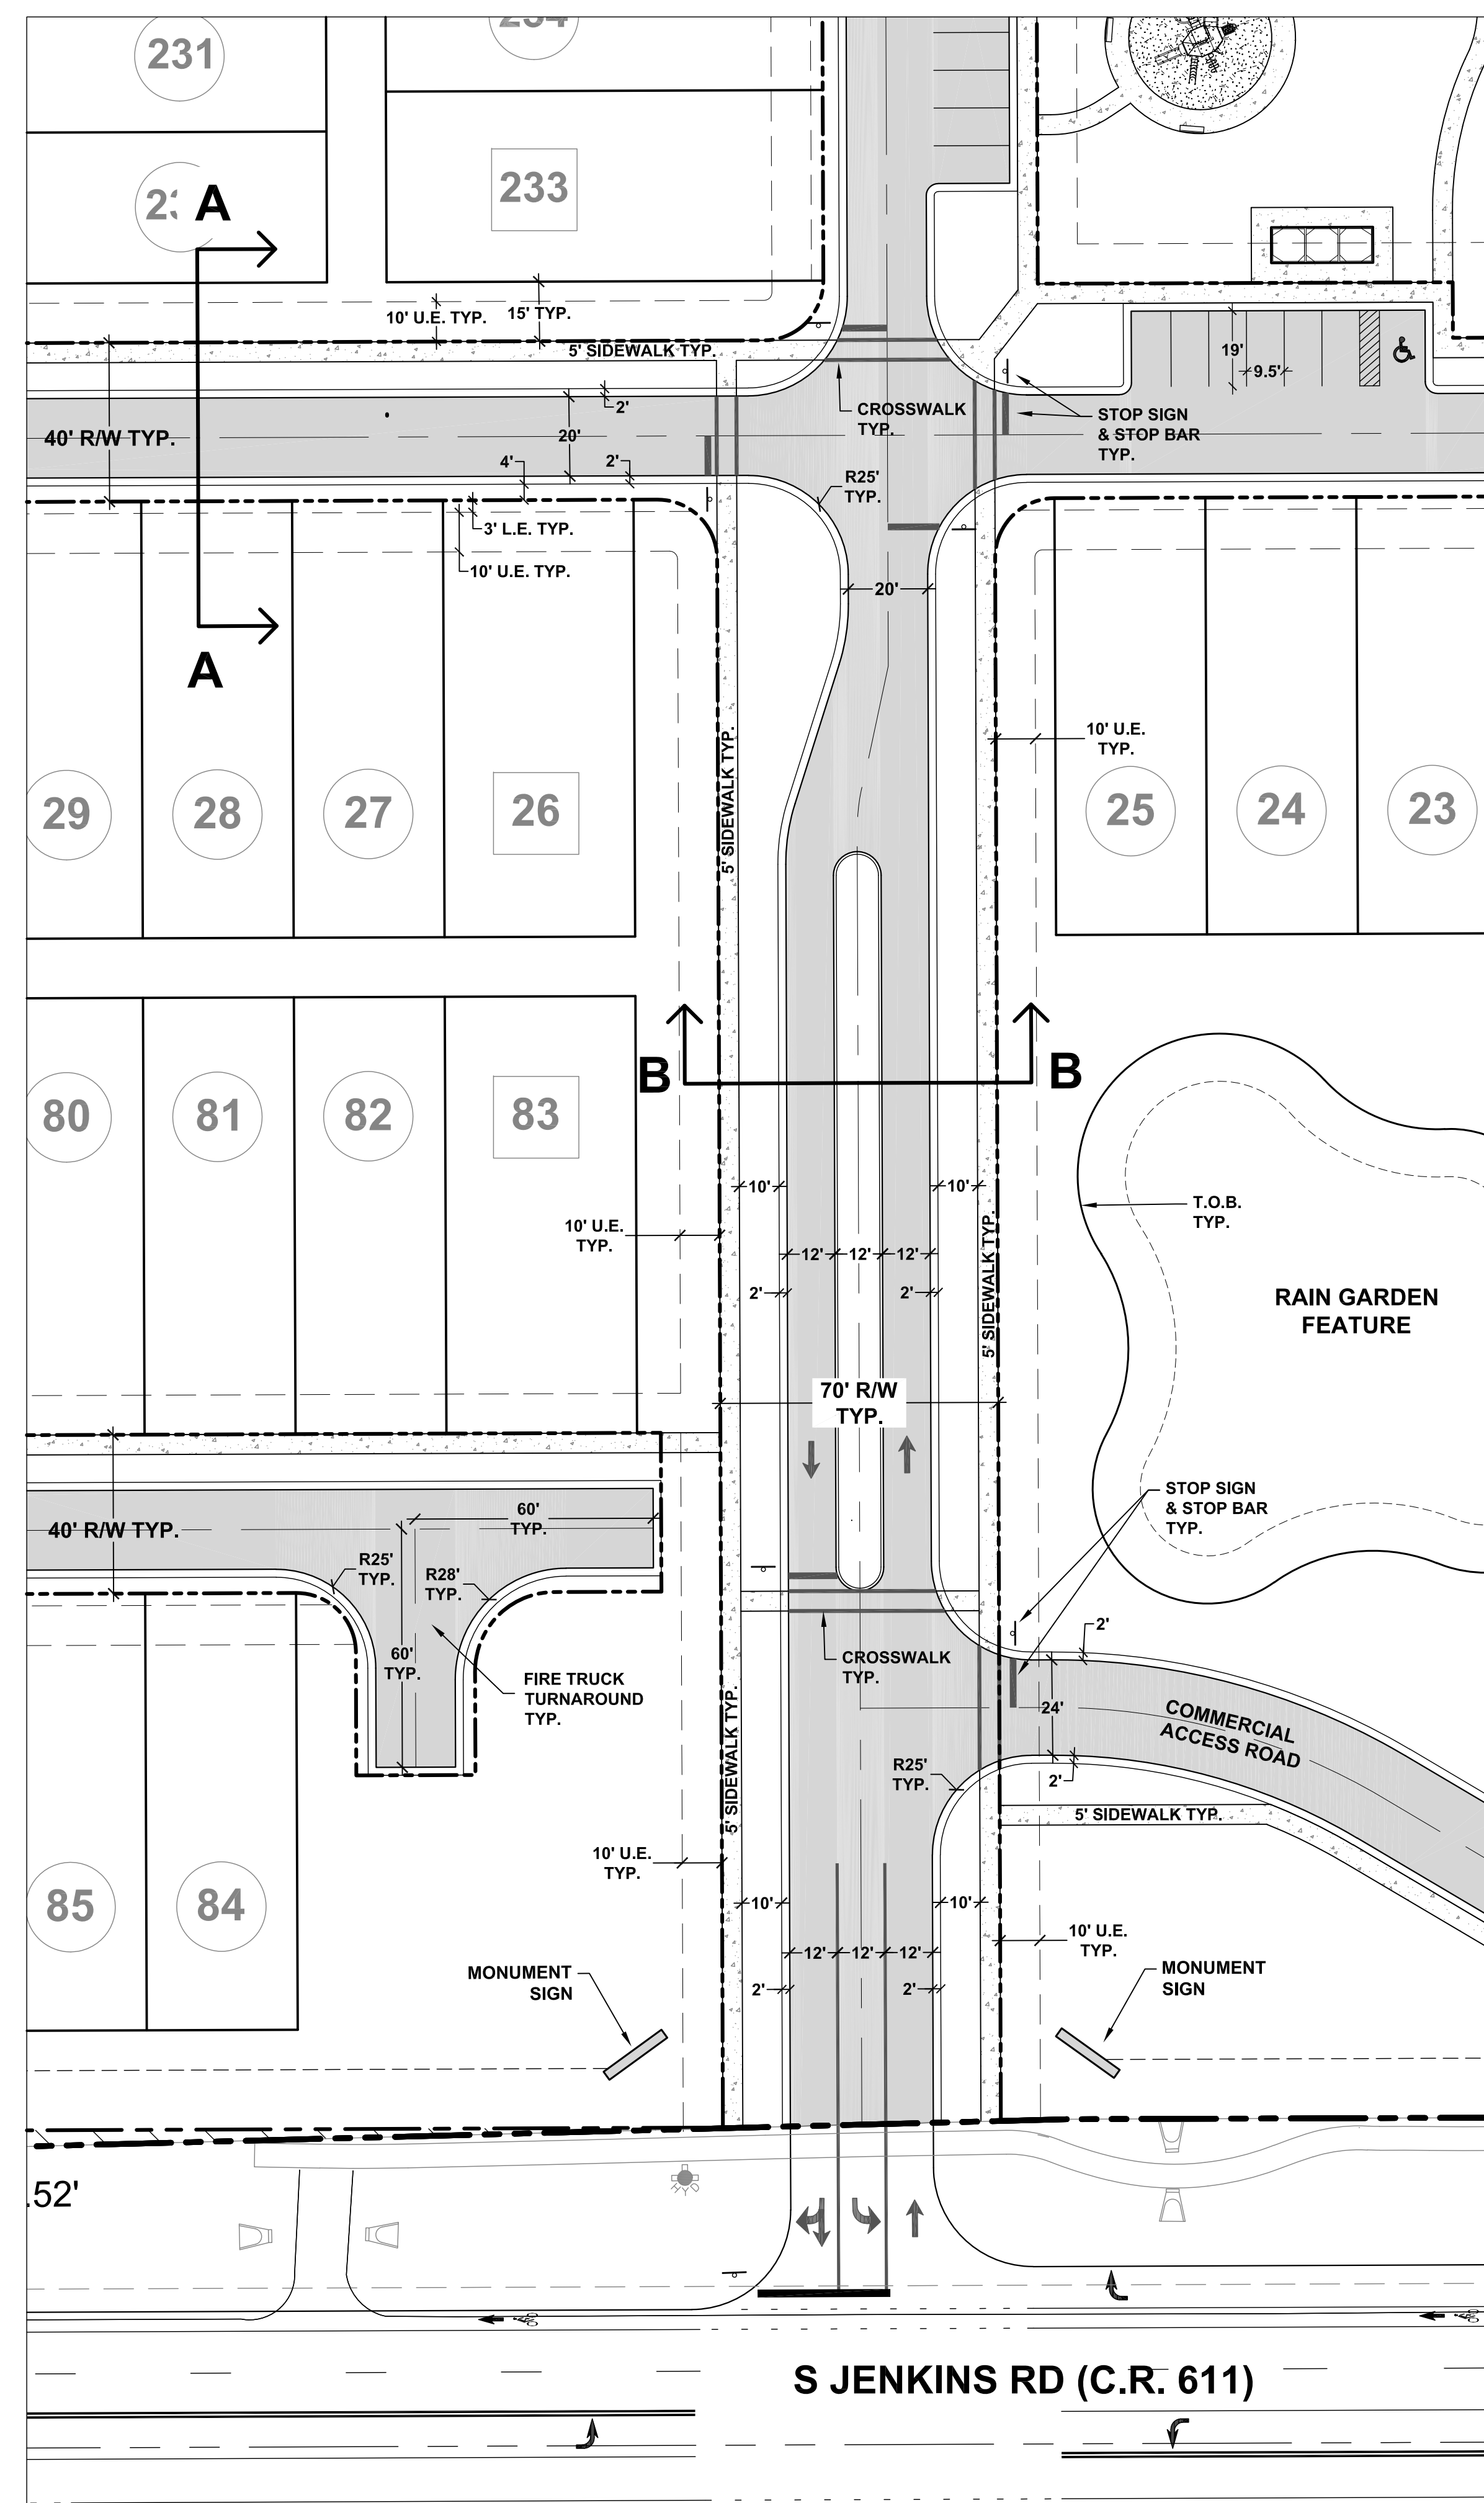 231
233
A
10' U.E. TYP.
15' TYP.
5' SIDEWALK TYP.
19'
9.5'
2'
CROSSWALK
TYP.
STOP SIGN
& STOP BAR
TYP.
40' R/W TYP.
20'
4'
2'
R25'
TYP.
3' L.E. TYP.
10' U.E. TYP.
20'
A
10' U.E.
TYP.
5' SIDEWALK TYP.
29
28
27
26
25
24
23
B
B
80
81
82
83
10'
10'
T.O.B.
TYP.
10' U.E.
TYP.
12'
12'
12'
5' SIDEWALK TYP.
2'
2'
RAIN GARDEN
FEATURE
70' R/W
TYP.
STOP SIGN
& STOP BAR
TYP.
60'
TYP.
40' R/W TYP.
R25'
TYP.
R28'
TYP.
2'
60'
TYP.
CROSSWALK
TYP.
FIRE TRUCK
TURNAROUND
TYP.
24'
COMMERCIAL
ACCESS ROAD
5' SIDEWALK TYP.
R25'
TYP.
2'
5' SIDEWALK TYP.
10' U.E.
TYP.
85
84
10'
10'
10' U.E.
TYP.
12'
12'
12'
MONUMENT
SIGN
2'
2'
MONUMENT
SIGN
.52'
HYD
S JENKINS RD (C.R. 611)